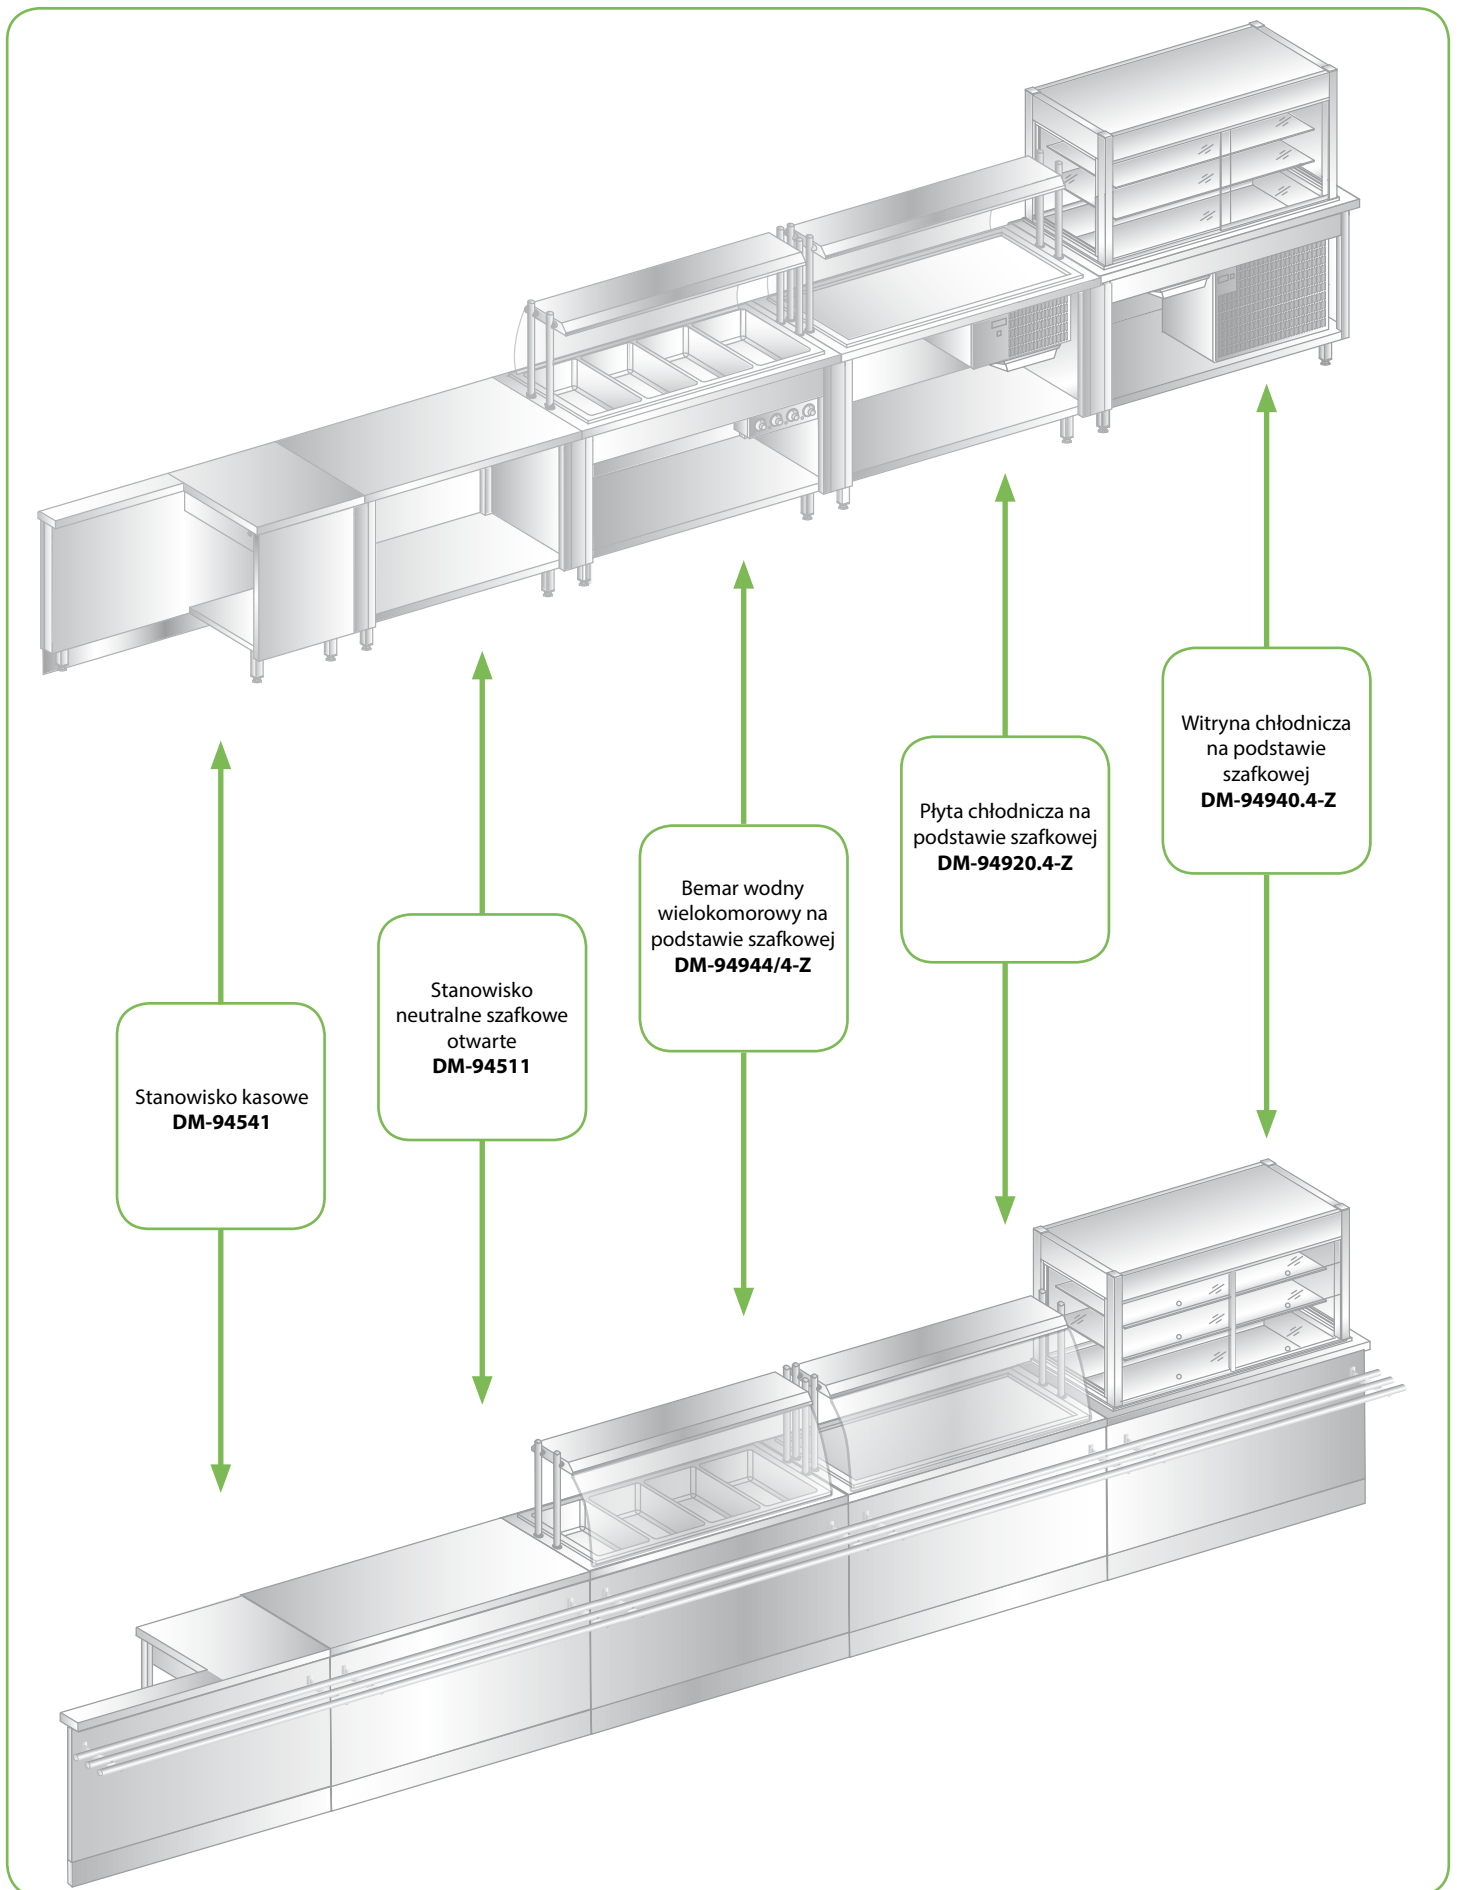 Witryna chłodnicza
na podstawie
szafkowej
DM-94940.4-Z
Płyta chłodnicza na
podstawie szafkowej
DM-94920.4-Z
Bemar wodny
wielokomorowy na
podstawie szafkowej
DM-94944/4-Z
Stanowisko
neutralne szafkowe
otwarte
DM-94511
Stanowisko kasowe
DM-94541